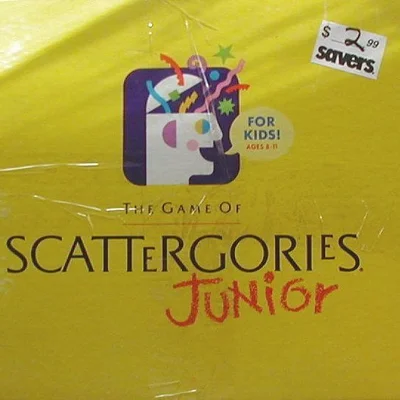 $ 2.99
savers.
FOR
KIDS!
AGES 8-11
THE GAME OF
SCATTERGORIES.
JUNIOR